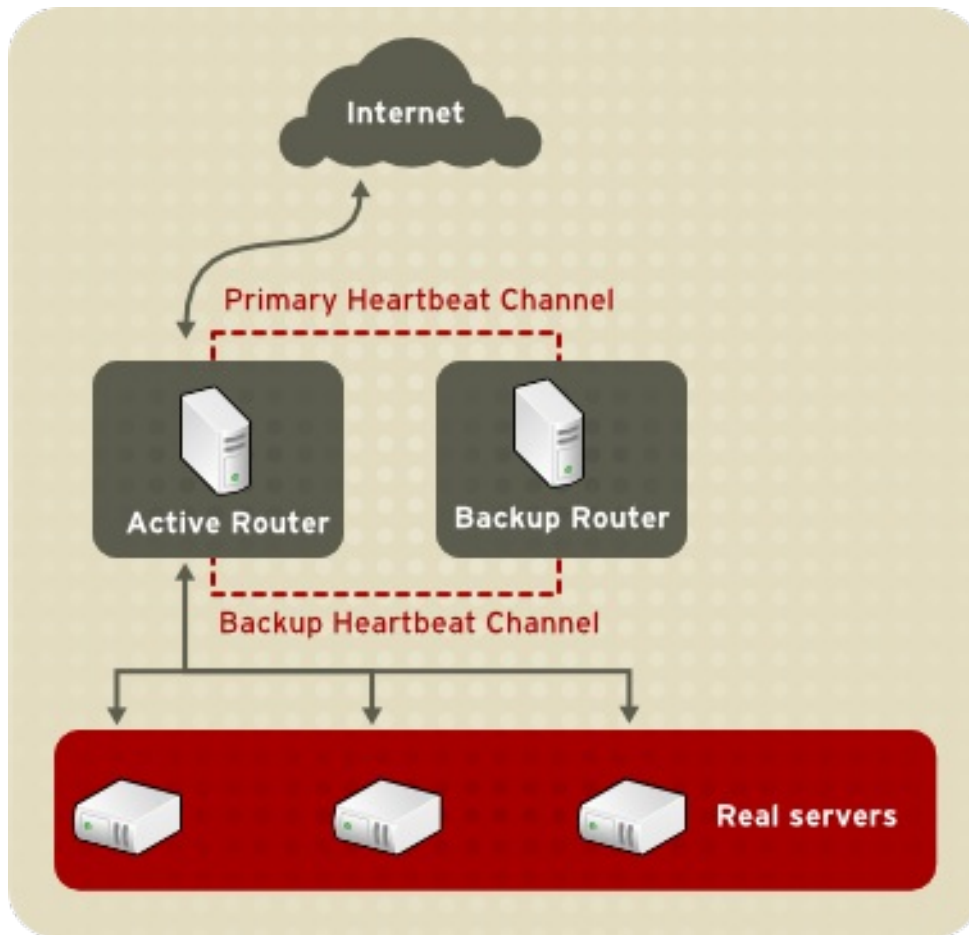 Internet
Primary Heartbeat Channel
Active Router
Backup Router
Backup Heartbeat Channel
Real servers